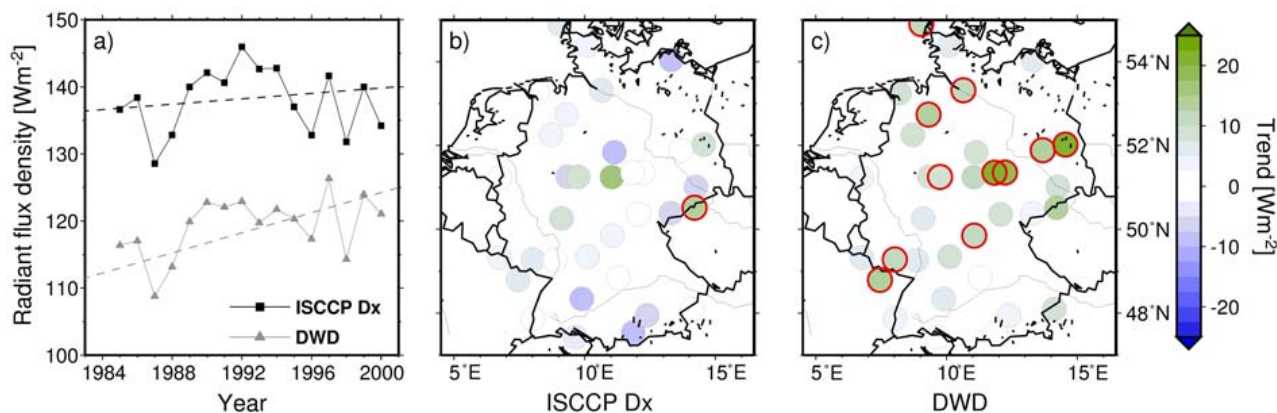 a)
b)
c)
Radiant flux density [Wm⁻²]
150
140
130
120
110
100
ISCCP Dx
DWD
1984
1988
1992
1996
2000
Year
5°E
10°E
15°E
ISCCP Dx
5°E
10°E
15°E
DWD
54°N
52°N
50°N
48°N
20
10
0
-10
-20
Trend [Wm⁻²]